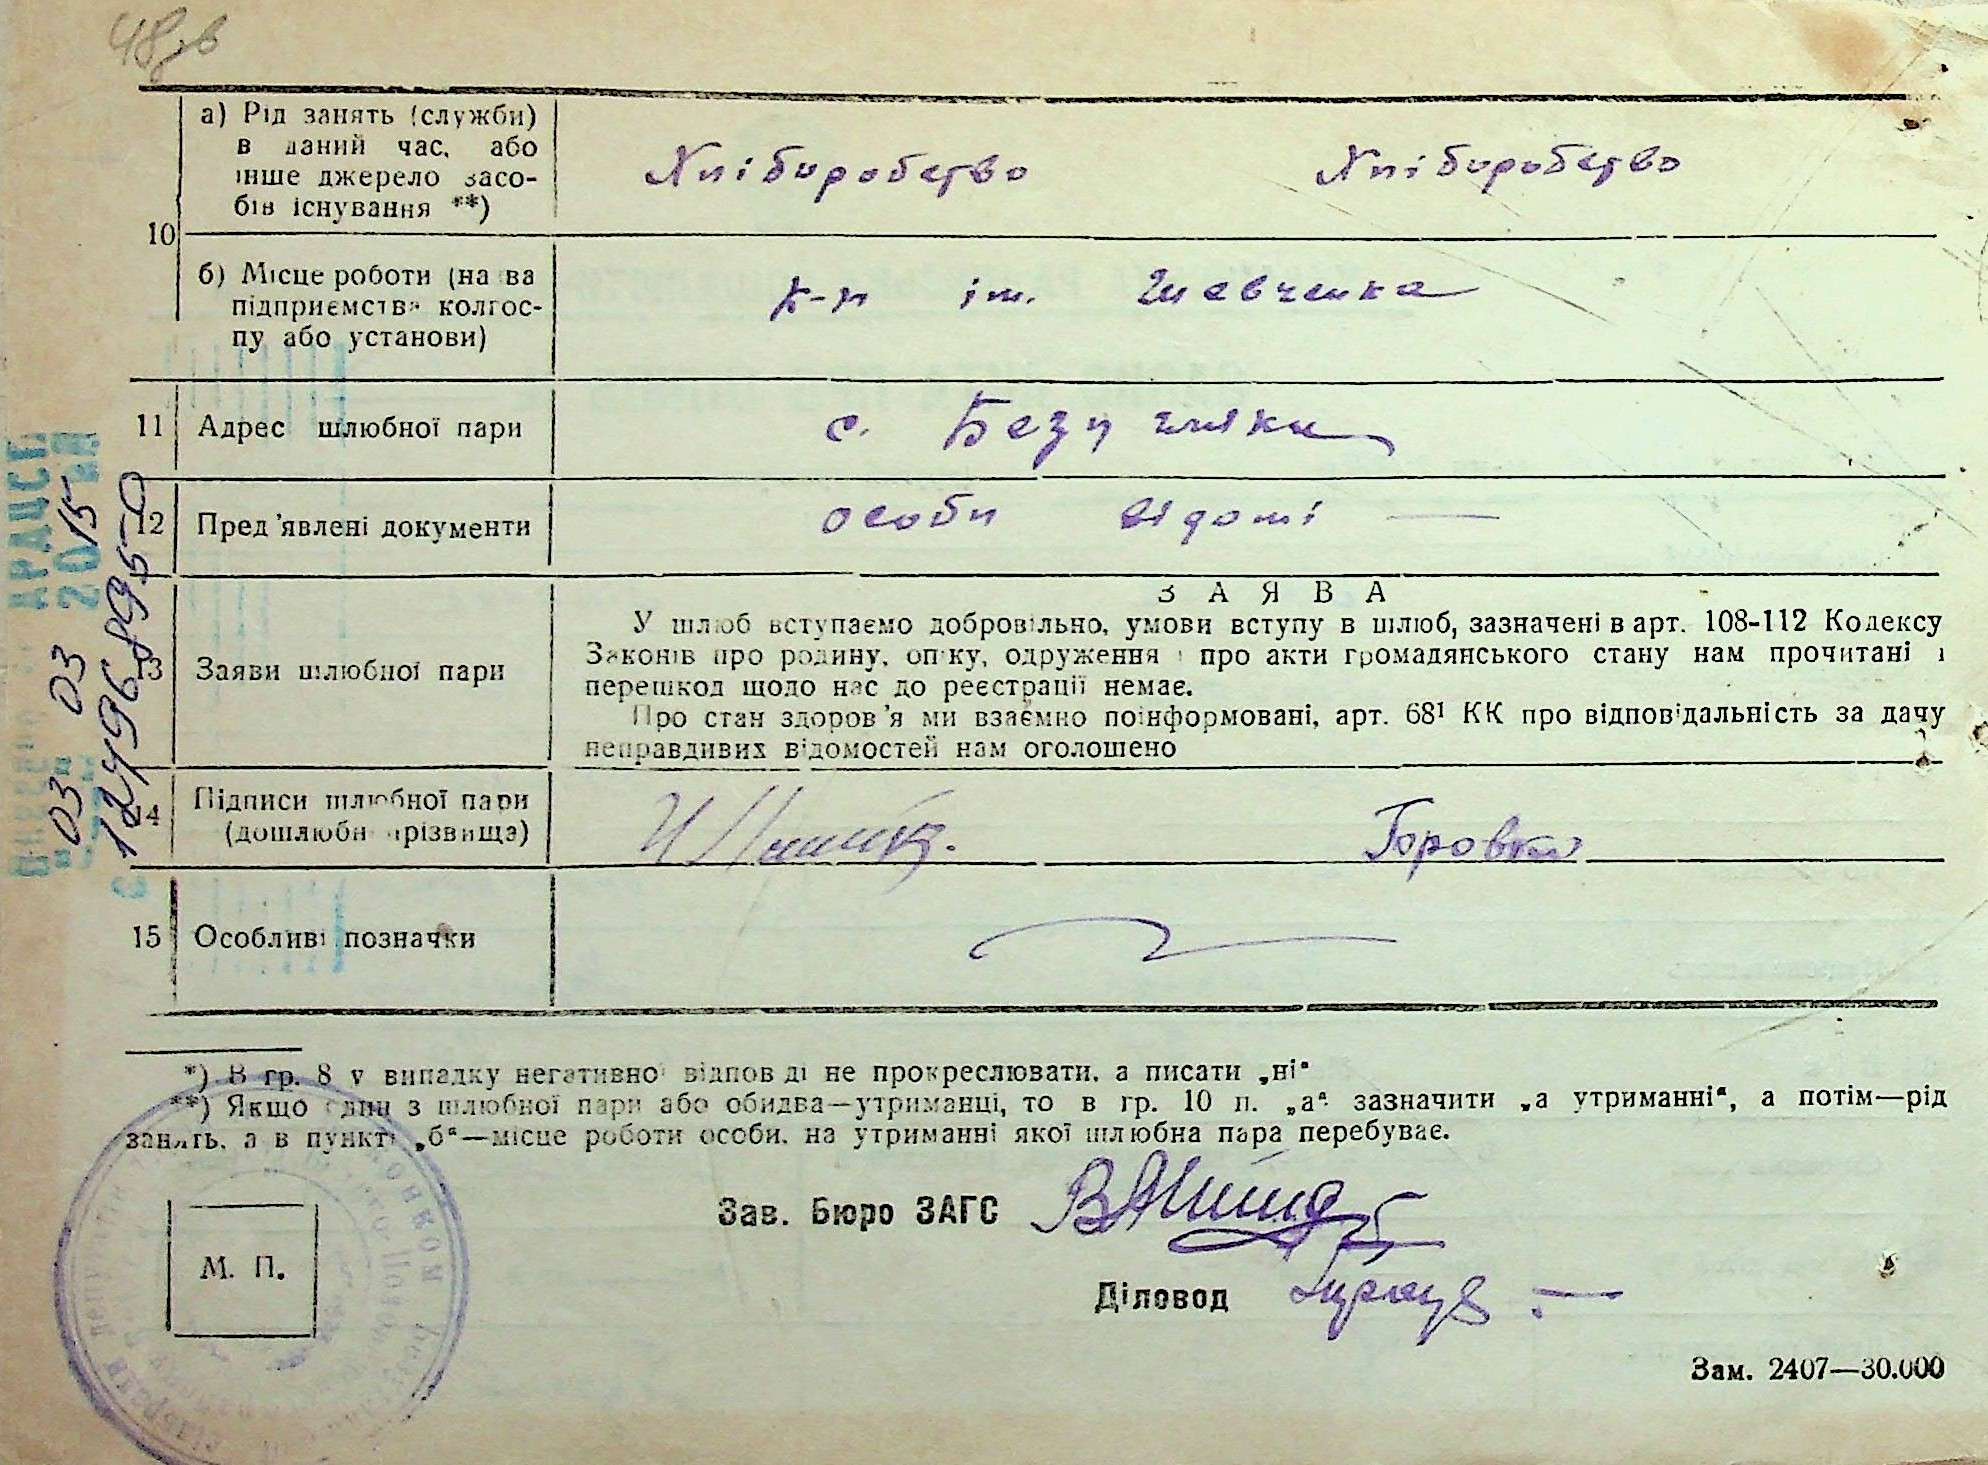 48зв
10
а) Рід занять (служби)
в даний час, або
інше джерело засо-
бів існування **)
Хліборобство Хліборобство
б) Місце роботи (назва
підприємства колгос-
пу або установи)
к-п ім. Шевченка
11 Адрес шлюбної пари
с.
12 Пред'явлені документи
особи відомі —
13 Заяви шлюбної пари
ЗАЯВА
У шлюб вступаємо добровільно, умови вступу в шлюб, зазначені в арт. 108-112 Кодексу
Законів про родину, опіку, одруження і про акти громадянського стану нам прочитані і
перешкод щодо нас до реєстрації немає.
Про стан здоров'я ми взаємно поінформовані, арт. 68¹ КК про відповідальність за дачу
неправдивих відомостей нам оголошено
14 Підписи шлюбної пари
(дошлюбні прізвища)
15 Особливі позначки
*) В гр. 8 у випадку негативної відповіді не прокреслювати, а писати „ні“
**) Якщо один з шлюбної пари або обидва—утриманці, то в гр. 10 п. „а“ зазначити „а утриманні“, а потім—рід
занять, а в пункті „б“—місце роботи особи, на утриманні якої шлюбна пара перебуває.
Зав. Бюро ЗАГС
М. П.
Діловод
Зам. 2407—30.000
РАЦС
03 03 2015